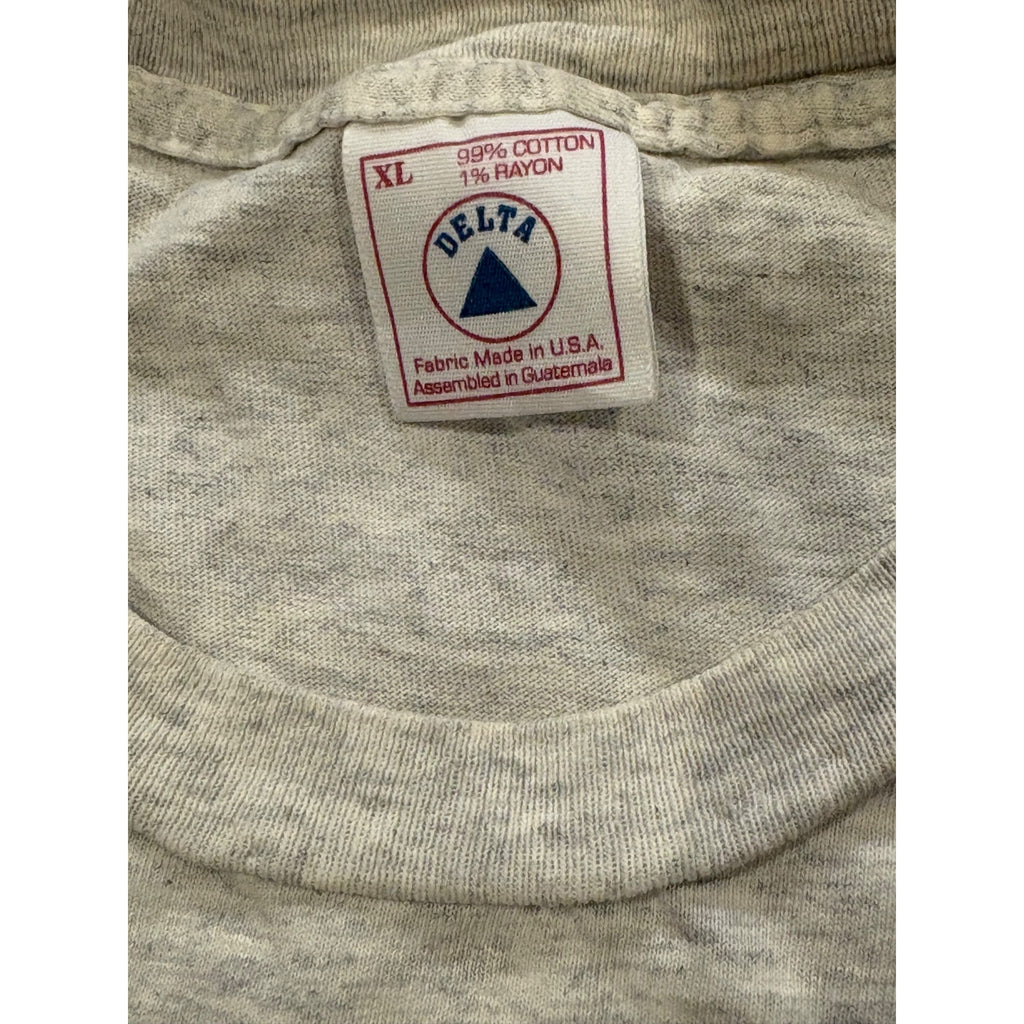 XL
99% COTTON
1% RAYON
DELTA
Fabric Made in U.S.A.
Assembled in Guatemala